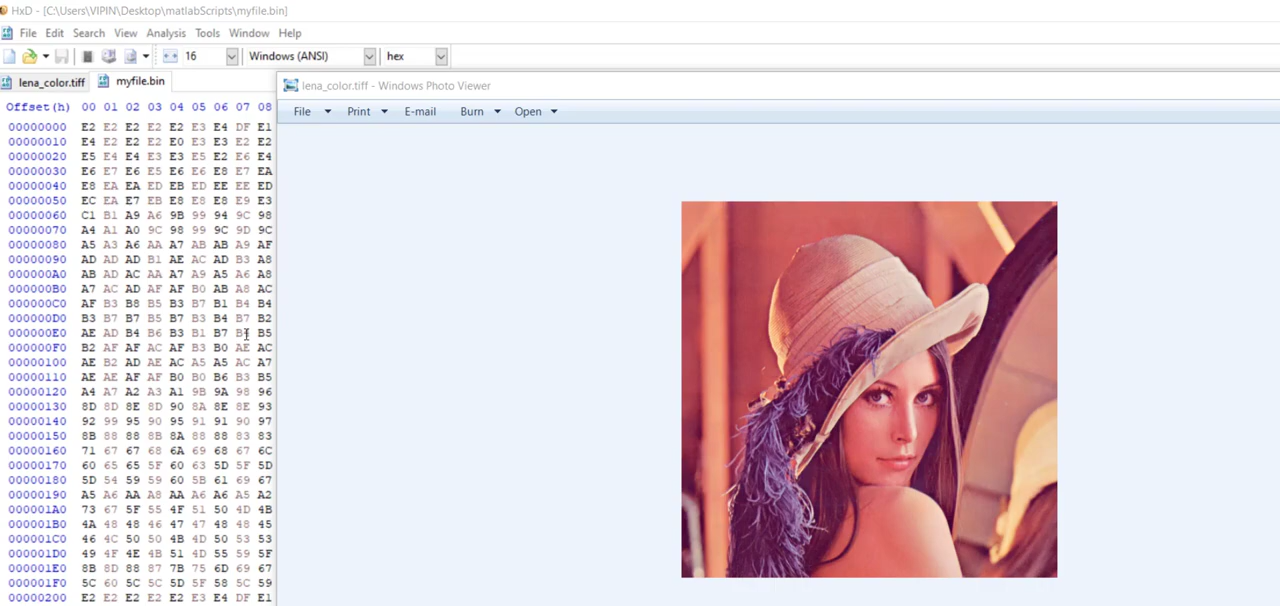 HxD - [C:\Users\VIPIN\Desktop\matlabScripts\myfile.bin]
File Edit Search View Analysis Tools Window Help
16 Windows (ANSI) hex
lena_color.tiff myfile.bin
lena_color.tiff - Windows Photo Viewer
File Print E-mail Burn Open
Offset(h) 00 01 02 03 04 05 06 07 08
00000000 E2 E2 E2 E2 E2 E3 E4 DF E1
00000010 E4 E2 E2 E2 E0 E3 E3 E2 E2
00000020 E5 E4 E4 E3 E3 E5 E2 E6 E4
00000030 E6 E7 E6 E5 E6 E6 E8 E7 EA
00000040 E8 EA EA ED EB ED EE EE ED
00000050 EC EA E7 EB E8 E8 E8 E9 E3
00000060 C1 B1 A9 A6 9B 99 94 9C 98
00000070 A4 A1 A0 9C 98 99 9C 9D 9C
00000080 A5 A3 A6 AA A7 AB AB A9 AF
00000090 AD AD AD B1 AE AC AD B3 A8
000000A0 AB AD AC AA A7 A9 A5 A6 A8
000000B0 A7 AC AD AF AF B0 AB A8 AC
000000C0 AF B3 B8 B5 B3 B7 B1 B4 B4
000000D0 B3 B7 B7 B5 B7 B3 B4 B7 B2
000000E0 AE AD B4 B6 B3 B1 B7 B5
000000F0 B2 AF AF AC AF B3 B0 AE AC
00000100 AE B2 AD AE AC A5 A5 AC A7
00000110 AE AE AF AF B0 B0 B6 B3 B5
00000120 A4 A7 A2 A3 A1 9B 9A 98 96
00000130 8D 8D 8E 8D 90 8A 8E 8E 93
00000140 92 99 95 90 95 91 91 90 97
00000150 8B 88 88 8B 8A 88 88 83 83
00000160 71 67 67 68 6A 69 68 67 6C
00000170 60 65 65 5F 60 63 5D 5F 5D
00000180 5D 54 59 59 60 5B 61 69 67
00000190 A5 A6 AA A8 AA A6 A6 A5 A2
000001A0 73 67 5F 55 4F 51 50 4D 4B
000001B0 4A 48 48 46 47 47 48 48 45
000001C0 46 4C 50 50 4B 4D 50 53 53
000001D0 49 4F 4E 4B 51 4D 55 59 5F
000001E0 8B 8D 88 87 7B 75 6D 69 67
000001F0 5C 60 5C 5C 5D 5F 58 5C 59
00000200 E2 E2 E2 E2 E2 E3 E4 DF E1